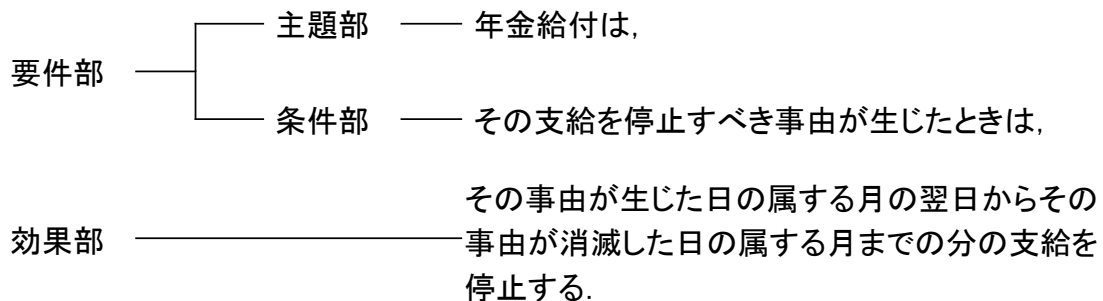 主題部 年金給付は,
要件部
条件部 その支給を停止すべき事由が生じたときは,
効果部 その事由が生じた日の属する月の翌日からその
事由が消滅した日の属する月までの分の支給を
停止する.